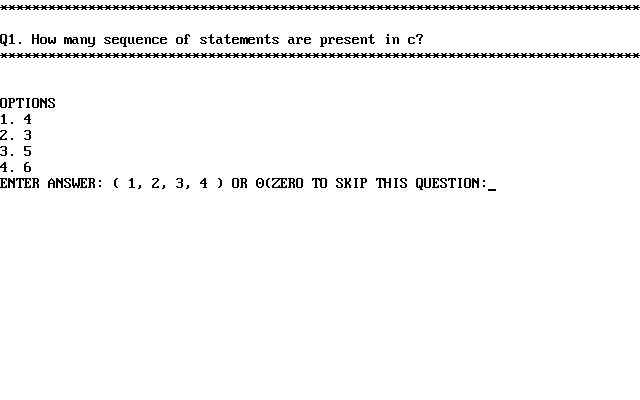 ********************************************************************************
Q1. How many sequence of statements are present in c?
********************************************************************************
OPTIONS
1. 4
2. 3
3. 5
4. 6
ENTER ANSWER: ( 1, 2, 3, 4 ) OR 0(ZERO TO SKIP THIS QUESTION:_